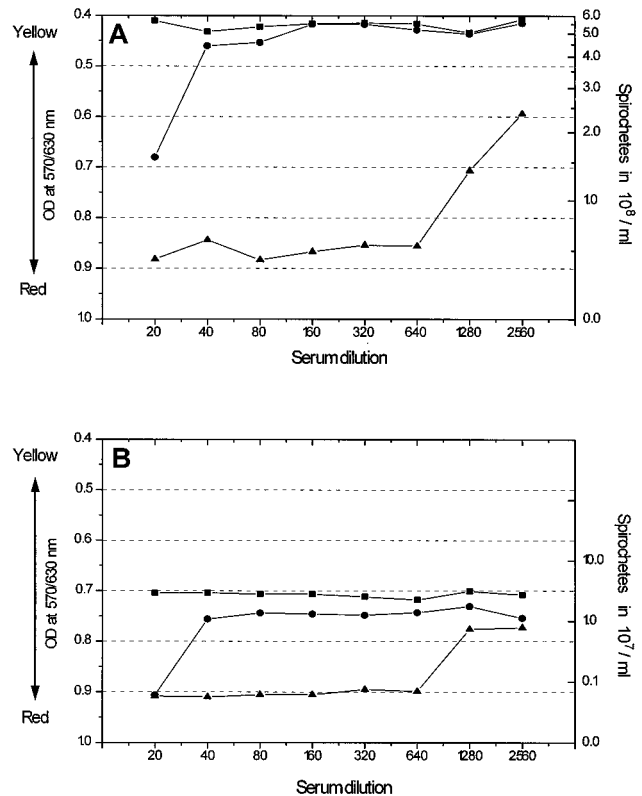 A
Yellow
OD at 570/630 nm
Red
0.4
0.5
0.6
0.7
0.8
0.9
1.0
6.0
5.0
4.0
3.0
2.0
1.0
0.0
Spirochetes in 10⁸ / ml
20 40 80 160 320 640 1280 2560
Serum dilution
B
Yellow
OD at 570/630 nm
Red
0.4
0.5
0.6
0.7
0.8
0.9
1.0
10.0
1.0
0.1
0.0
Spirochetes in 10⁷ / ml
20 40 80 160 320 640 1280 2560
Serum dilution